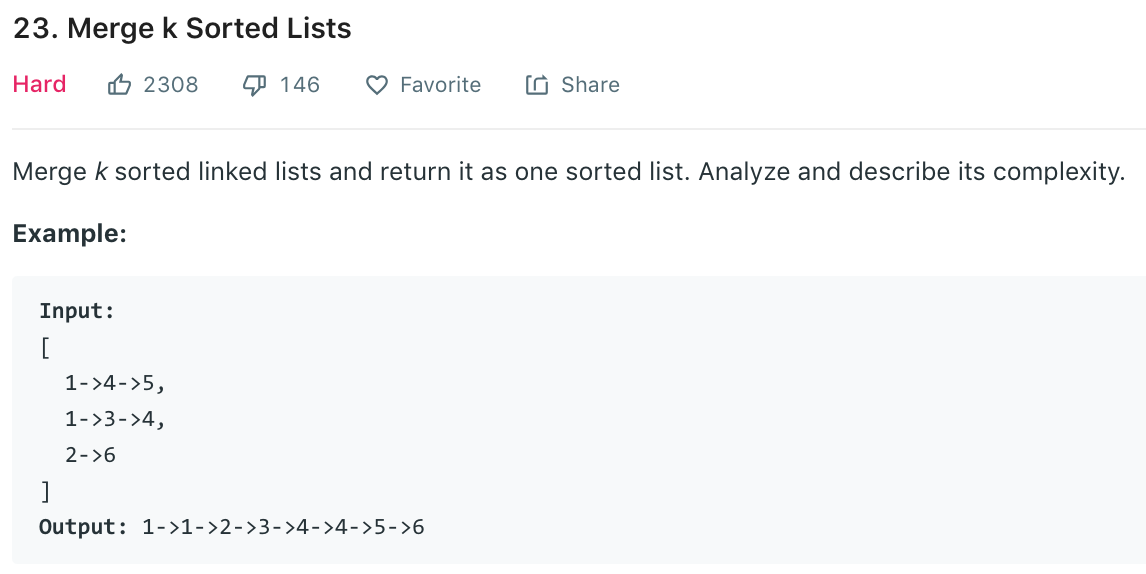 23. Merge k Sorted Lists
Hard 2308 146 Favorite Share
Merge k sorted linked lists and return it as one sorted list. Analyze and describe its complexity.
Example:
Input:
[
  1->4->5,
  1->3->4,
  2->6
]
Output: 1->1->2->3->4->4->5->6